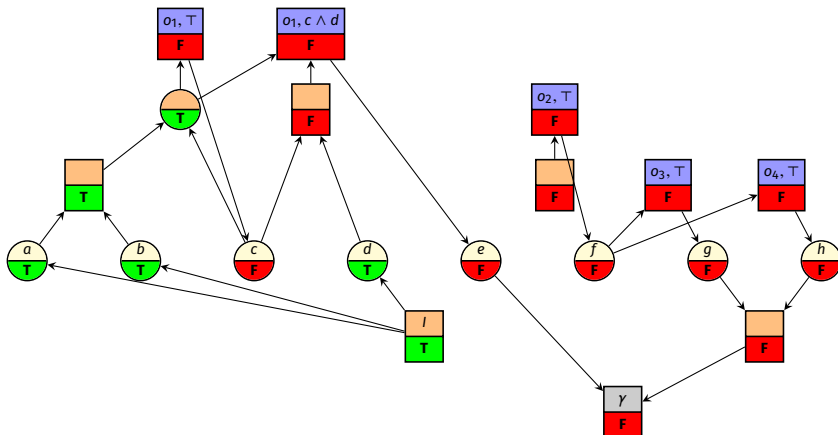 o₁, ⊤
F
o₁, c ∧ d
F
T
F
o₂, ⊤
F
T
F
o₃, ⊤
F
o₄, ⊤
F
a
T
b
T
c
F
d
T
e
F
f
F
g
F
h
F
I
T
F
γ
F